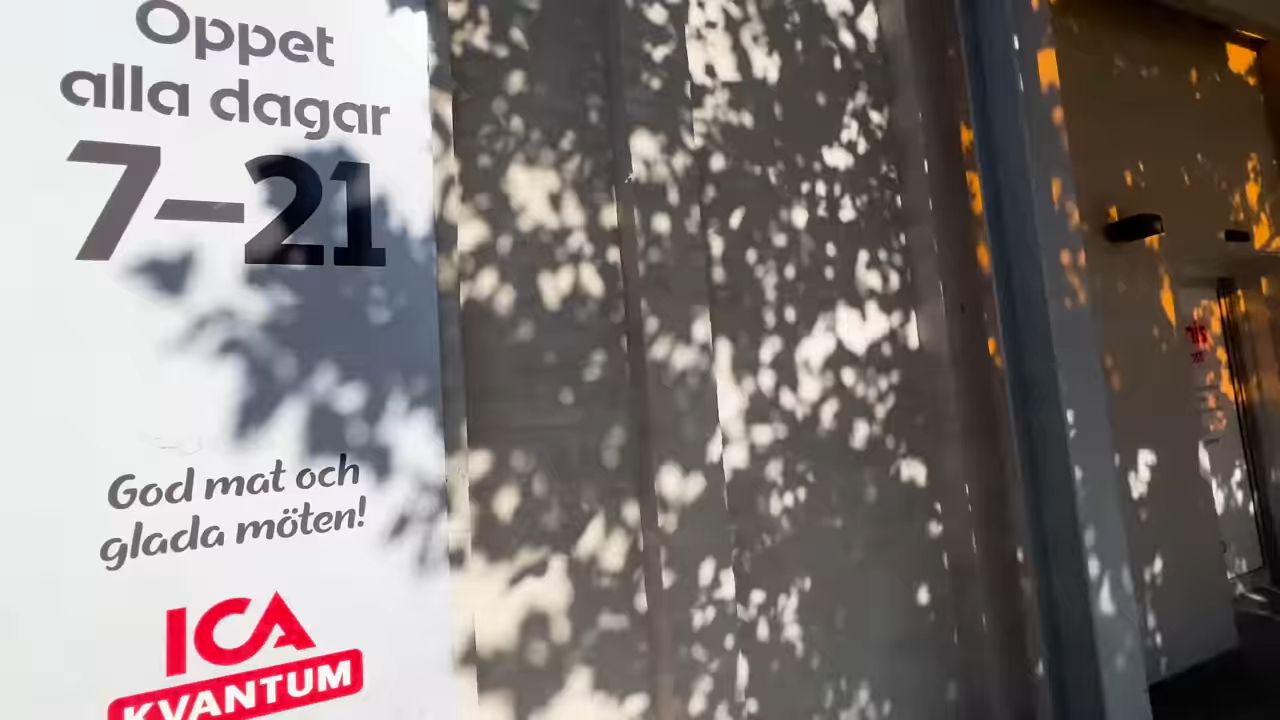 Öppet
alla dagar
7–21
God mat och
glada möten!
ICA
KVANTUM